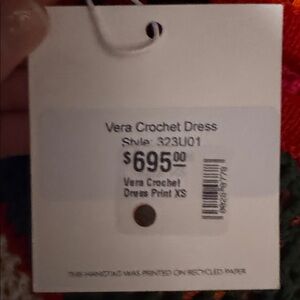 Vera Crochet Dress
Style: 323U01
$695.00
Vera Crochet
Dress Print XS
THIS HANGTAG WAS PRINTED ON RECYCLED PAPER